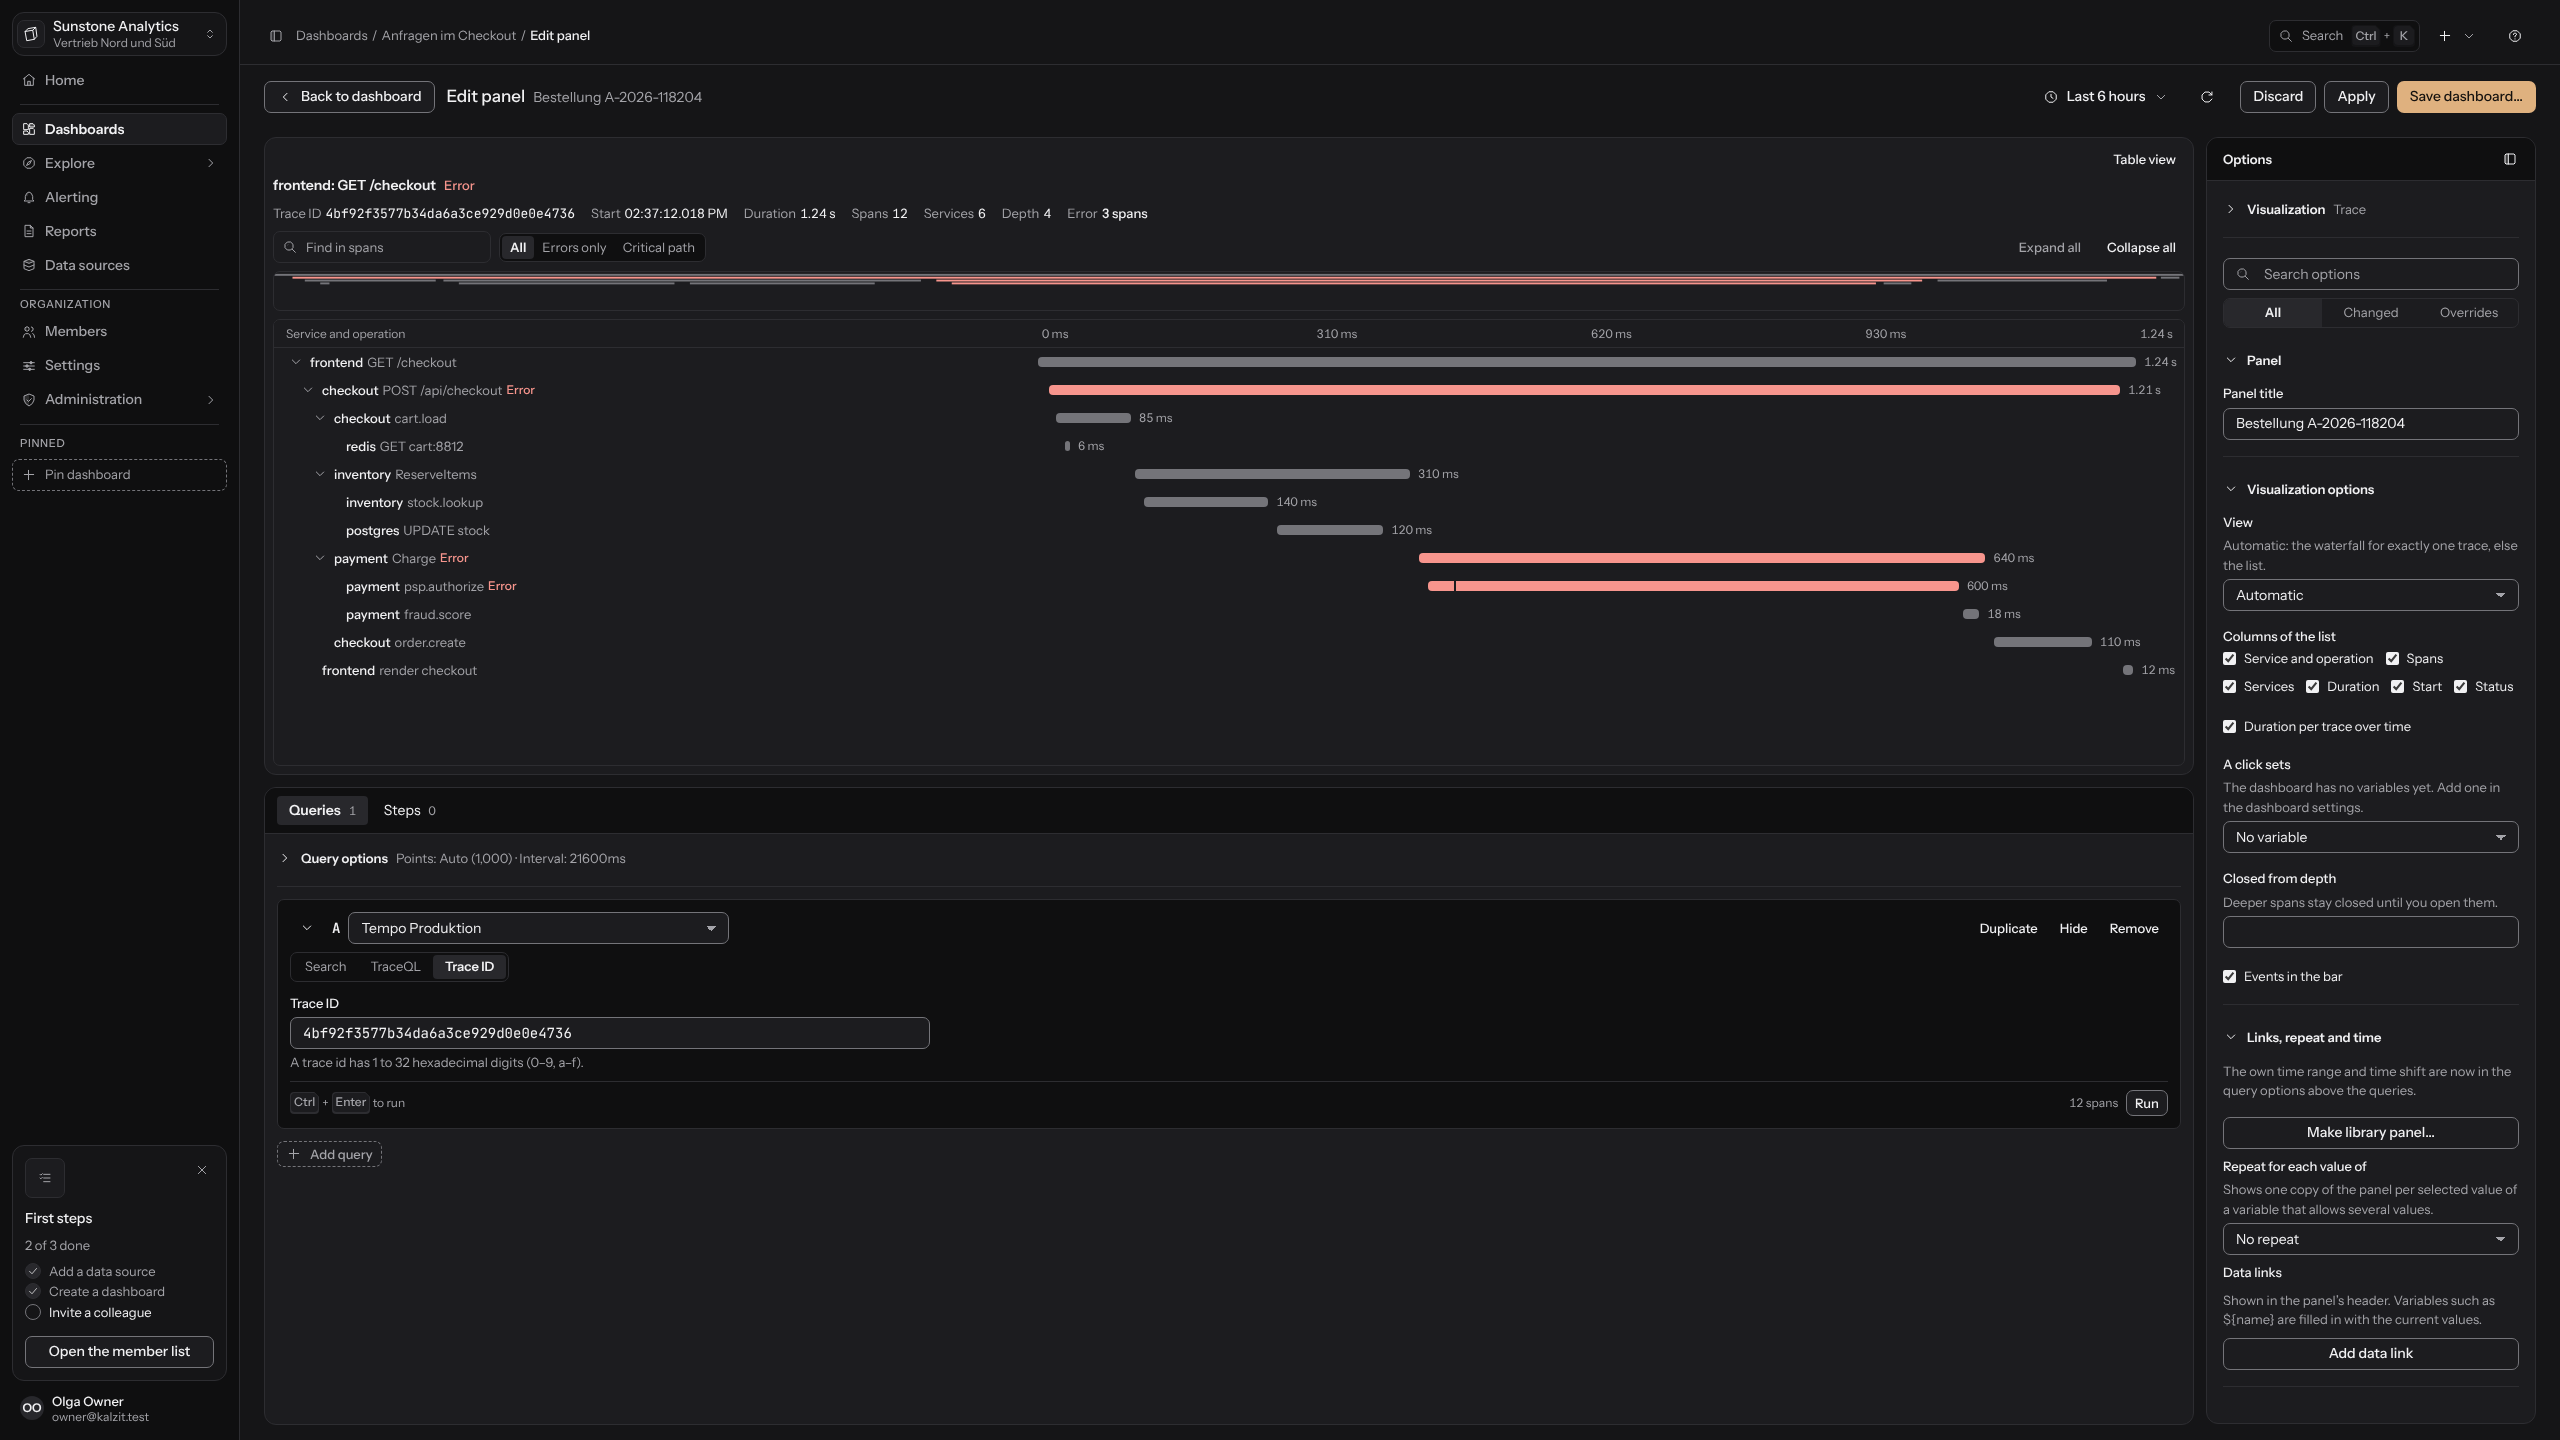 Sunstone Analytics
Vertrieb Nord und Süd
Home
Dashboards
Explore
Alerting
Reports
Data sources
ORGANIZATION
Members
Settings
Administration
PINNED
Pin dashboard
First steps
2 of 3 done
Add a data source
Create a dashboard
Invite a colleague
Open the member list
OO
Olga Owner
owner@kalzit.test
Dashboards / Anfragen im Checkout / Edit panel
Search Ctrl + K
Back to dashboard
Edit panel Bestellung A-2026-118204
Last 6 hours
Discard
Apply
Save dashboard…
Table view
frontend: GET /checkout Error
Trace ID 4bf92f3577b34da6a3ce929d0e0e4736 Start 02:37:12.018 PM Duration 1.24 s Spans 12 Services 6 Depth 4 Error 3 spans
Find in spans
All Errors only Critical path
Expand all Collapse all
Service and operation 0 ms 310 ms 620 ms 930 ms 1.24 s
frontend GET /checkout 1.24 s
checkout POST /api/checkout Error 1.21 s
checkout cart.load 85 ms
redis GET cart:8812 6 ms
inventory ReserveItems 310 ms
inventory stock.lookup 140 ms
postgres UPDATE stock 120 ms
payment Charge Error 640 ms
payment psp.authorize Error 600 ms
payment fraud.score 18 ms
checkout order.create 110 ms
frontend render checkout 12 ms
Queries 1 Steps 0
Query options Points: Auto (1,000) · Interval: 21600ms
A Tempo Produktion
Duplicate Hide Remove
Search TraceQL Trace ID
Trace ID
4bf92f3577b34da6a3ce929d0e0e4736
A trace id has 1 to 32 hexadecimal digits (0–9, a–f).
Ctrl + Enter to run
12 spans Run
Add query
Options
Visualization Trace
Search options
All Changed Overrides
Panel
Panel title
Bestellung A-2026-118204
Visualization options
View
Automatic: the waterfall for exactly one trace, else
the list.
Automatic
Columns of the list
Service and operation Spans
Services Duration Start Status
Duration per trace over time
A click sets
The dashboard has no variables yet. Add one in
the dashboard settings.
No variable
Closed from depth
Deeper spans stay closed until you open them.
Events in the bar
Links, repeat and time
The own time range and time shift are now in the
query options above the queries.
Make library panel…
Repeat for each value of
Shows one copy of the panel per selected value of
a variable that allows several values.
No repeat
Data links
Shown in the panel's header. Variables such as
${name} are filled in with the current values.
Add data link